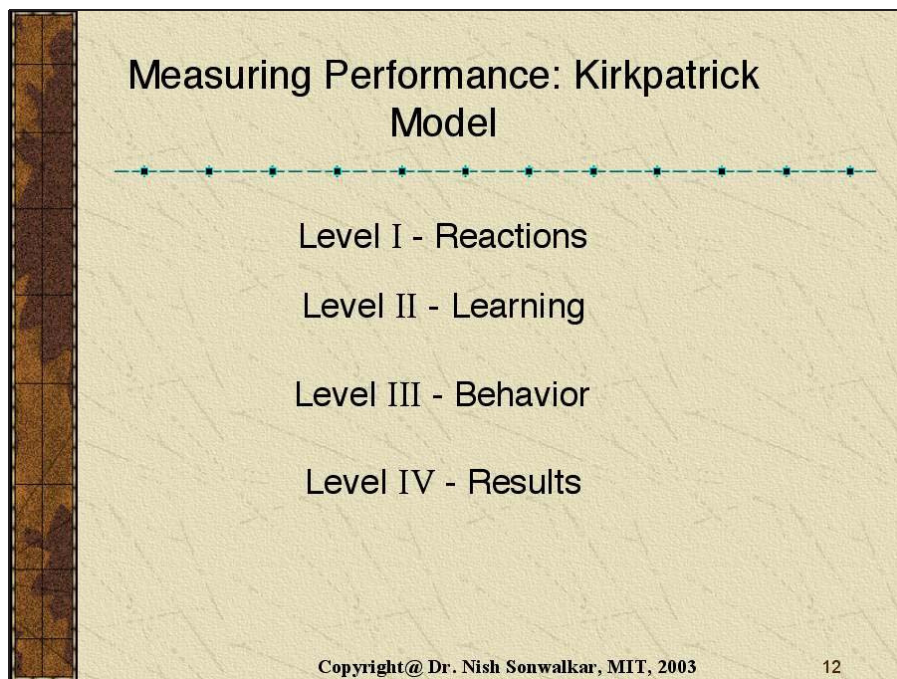 Measuring Performance: Kirkpatrick
Model
Level I - Reactions
Level II - Learning
Level III - Behavior
Level IV - Results
Copyright@ Dr. Nish Sonwalkar, MIT, 2003
12